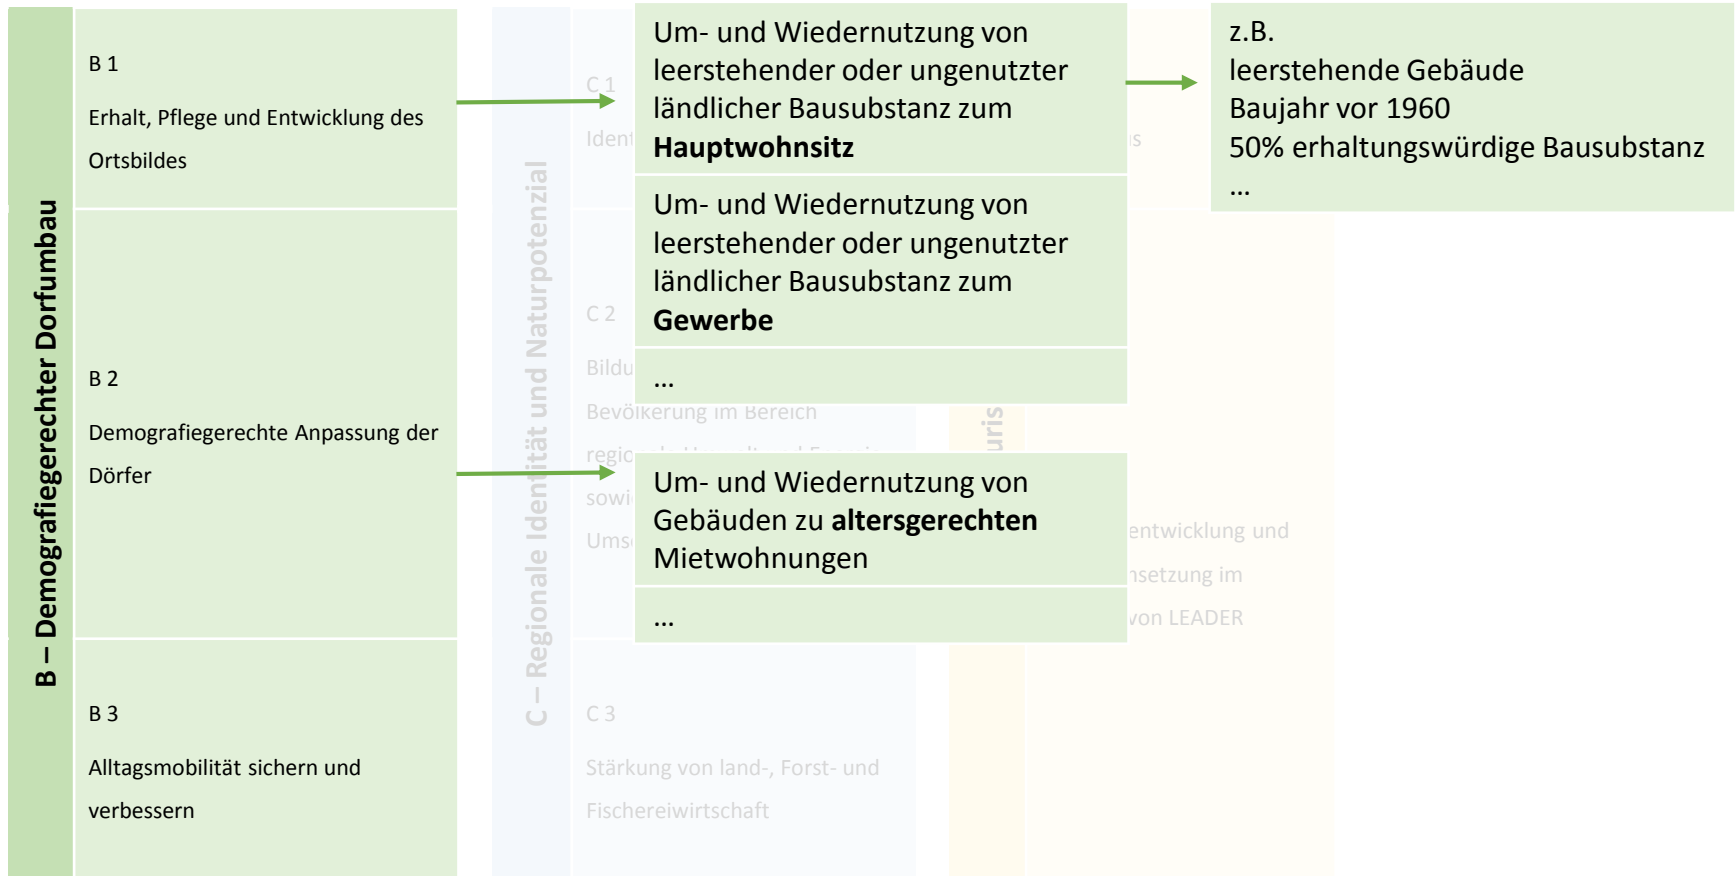 B – Demografiegerechter Dorfumbau
B 1
Erhalt, Pflege und Entwicklung des
Ortsbildes
B 2
Demografiegerechte Anpassung der
Dörfer
B 3
Alltagsmobilität sichern und
verbessern
Um- und Wiedernutzung von
leerstehender oder ungenutzter
ländlicher Bausubstanz zum
Hauptwohnsitz
Um- und Wiedernutzung von
leerstehender oder ungenutzter
ländlicher Bausubstanz zum
Gewerbe
...
Um- und Wiedernutzung von
Gebäuden zu altersgerechten
Mietwohnungen
...
z.B.
leerstehende Gebäude
Baujahr vor 1960
50% erhaltungswürdige Bausubstanz
...
C – Regionale Identität und Naturpotenzial
C 1
C 2
Bevölkerung im Bereich
C 3
Stärkung von land-, Forst- und
Fischereiwirtschaft
entwicklung und
im
von LEADER